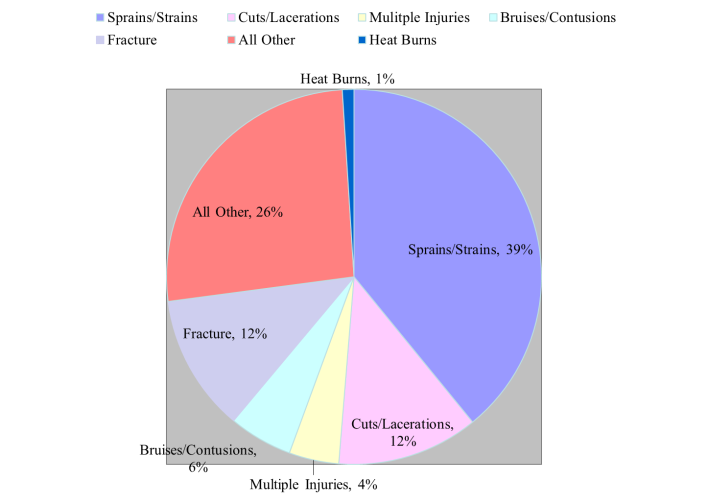 Sprains/Strains
Cuts/Lacerations
Mulitple Injuries
Bruises/Contusions
Fracture
All Other
Heat Burns
Heat Burns, 1%
All Other, 26%
Sprains/Strains, 39%
Fracture, 12%
Cuts/Lacerations,
12%
Bruises/Contusions,
6%
Multiple Injuries, 4%